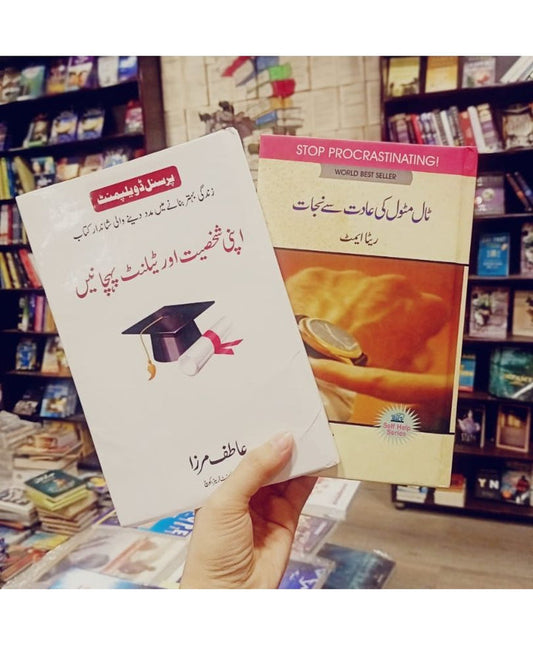 پرسنل ڈویلپمنٹ
زندگی بہتر بنانے میں مدد دینے والی شاندار کتاب
اپنی شخصیت اور ٹیلنٹ پہچانیں
عاطف مرزا
STOP PROCRASTINATING!
WORLD BEST SELLER
ٹال مٹول کی عادت سے نجات
ریٹا ایمٹ
Self Help
Series
YN